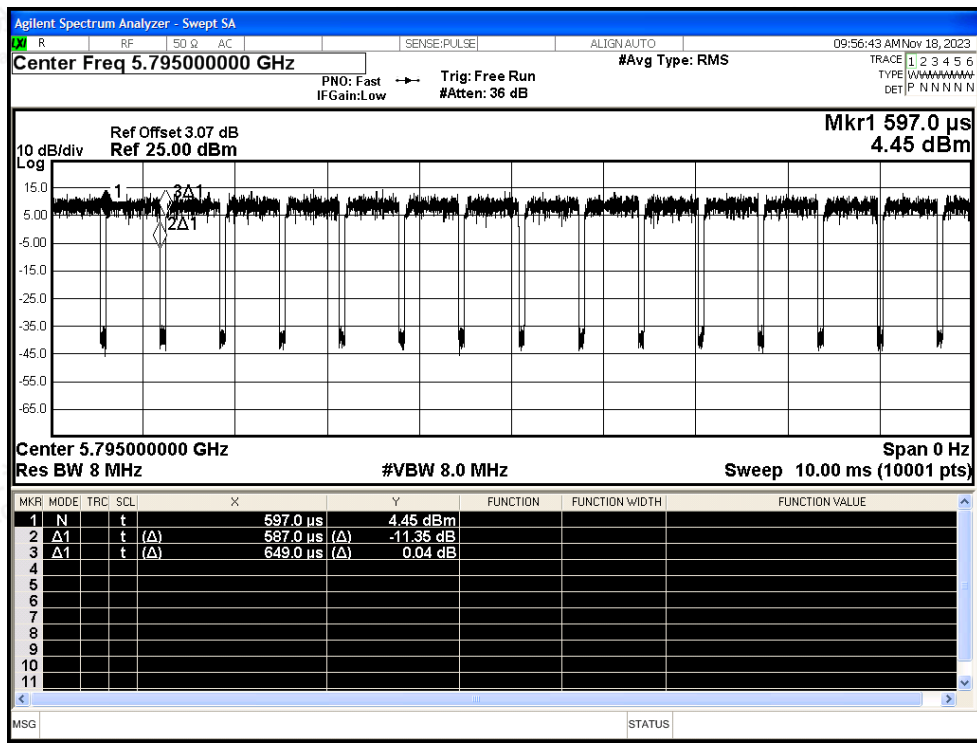 Agilent Spectrum Analyzer - Swept SA
LXI R RF 50 Ω AC SENSE:PULSE ALIGN AUTO 09:56:43 AM Nov 18, 2023
Center Freq 5.795000000 GHz #Avg Type: RMS TRACE 1 2 3 4 5 6
PNO: Fast Trig: Free Run TYPE WWWWWW
IFGain:Low #Atten: 36 dB DET P N N N N N
Ref Offset 3.07 dB Mkr1 597.0 µs
10 dB/div Ref 25.00 dBm 4.45 dBm
Log
15.0
1 3Δ1
5.00
2Δ1
-5.00
-15.0
-25.0
-35.0
-45.0
-55.0
-65.0
Center 5.795000000 GHz Span 0 Hz
Res BW 8 MHz #VBW 8.0 MHz Sweep 10.00 ms (10001 pts)
MKR MODE TRC SCL X Y FUNCTION FUNCTION WIDTH FUNCTION VALUE
1 N t 597.0 µs 4.45 dBm
2 Δ1 t (Δ) 587.0 µs (Δ) -11.35 dB
3 Δ1 t (Δ) 649.0 µs (Δ) 0.04 dB
4
5
6
7
8
9
10
11
MSG STATUS